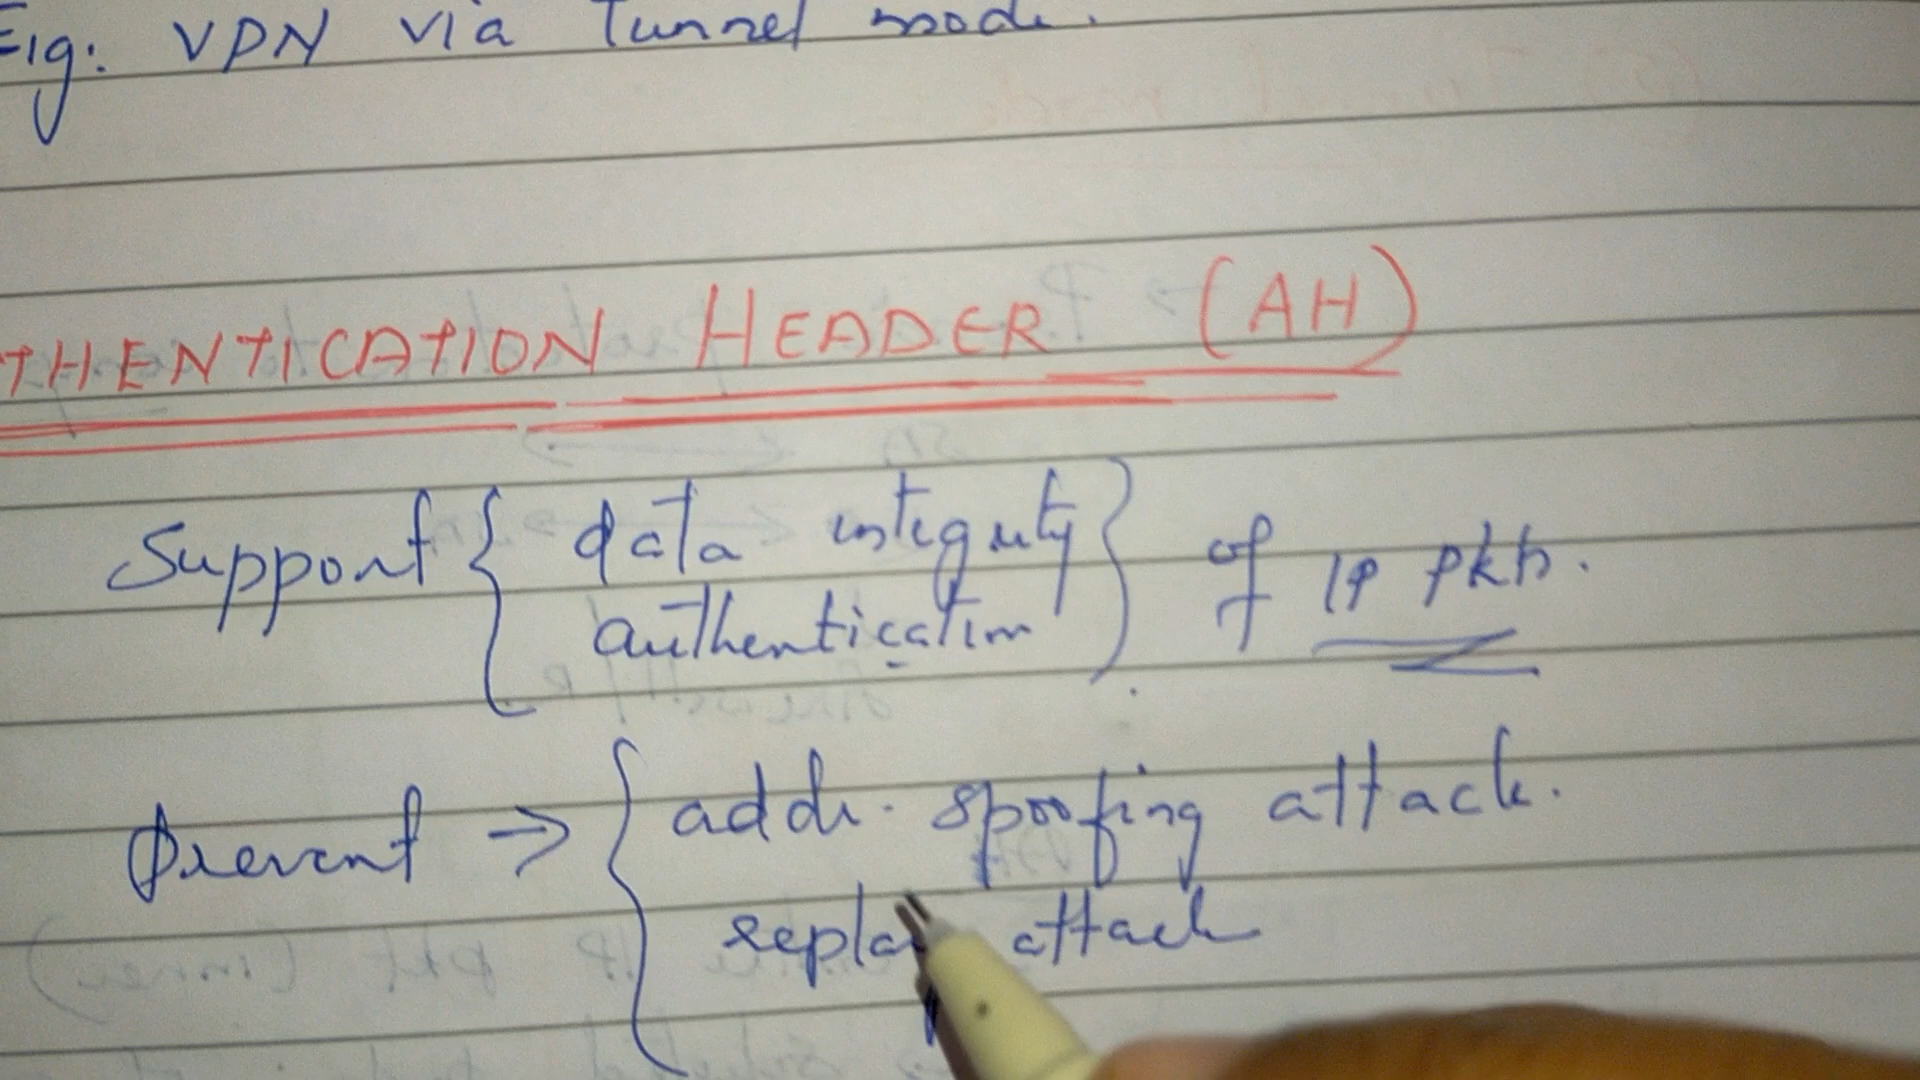 Fig: VPN via Tunnel mode.
THENTICATION HEADER (AH)
Support { data integrity } of IP pkts.
authentication
Prevent ⇒ { addr. spoofing attack.
replay attack